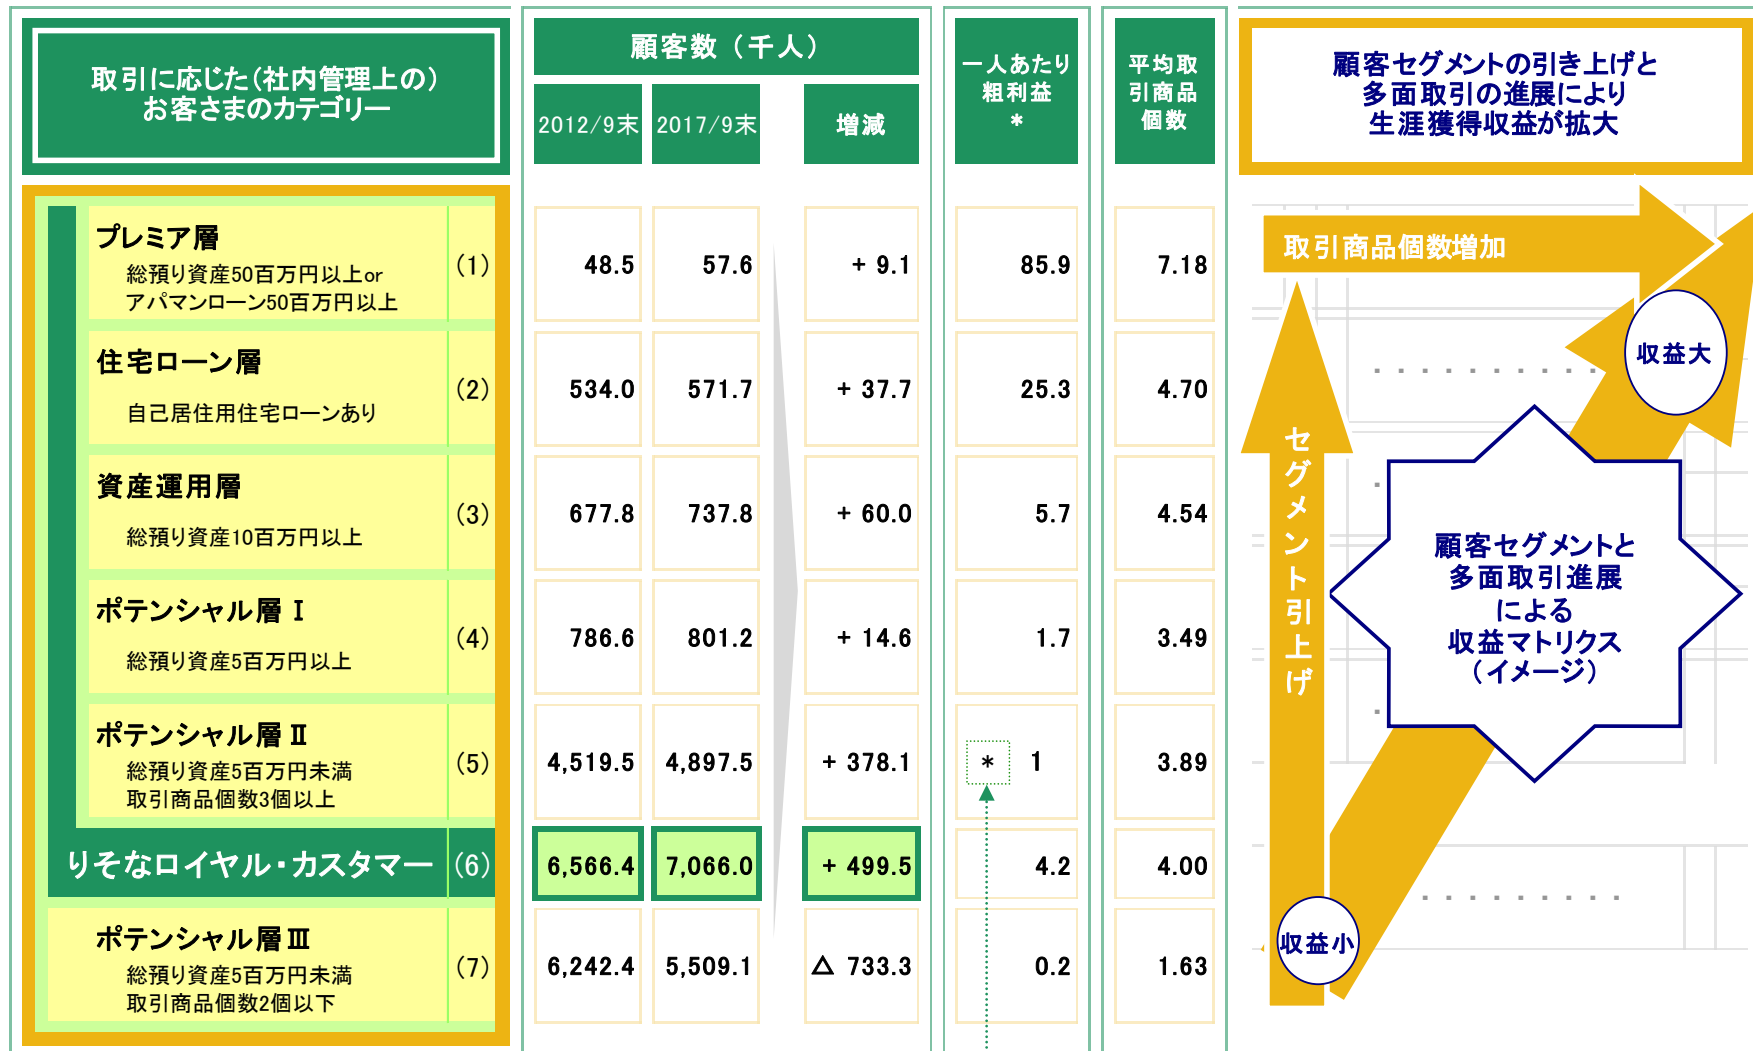 取引に応じた(社内管理上の)
お客さまのカテゴリー
顧客数（千人）
2012/9末 2017/9末 増減
一人あたり
粗利益
*
平均取
引商品
個数
顧客セグメントの引き上げと
多面取引の進展により
生涯獲得収益が拡大
プレミア層
総預り資産50百万円以上or
アパマンローン50百万円以上
(1) 48.5 57.6 + 9.1 85.9 7.18
住宅ローン層
自己居住用住宅ローンあり
(2) 534.0 571.7 + 37.7 25.3 4.70
資産運用層
総預り資産10百万円以上
(3) 677.8 737.8 + 60.0 5.7 4.54
ポテンシャル層 Ⅰ
総預り資産5百万円以上
(4) 786.6 801.2 + 14.6 1.7 3.49
ポテンシャル層 Ⅱ
総預り資産5百万円未満
取引商品個数3個以上
(5) 4,519.5 4,897.5 + 378.1 * 1 3.89
りそなロイヤル・カスタマー (6) 6,566.4 7,066.0 + 499.5 4.2 4.00
ポテンシャル層Ⅲ
総預り資産5百万円未満
取引商品個数2個以下
(7) 6,242.4 5,509.1 △ 733.3 0.2 1.63
取引商品個数増加
セグメント引上げ
収益大
顧客セグメントと
多面取引進展
による
収益マトリクス
（イメージ）
収益小